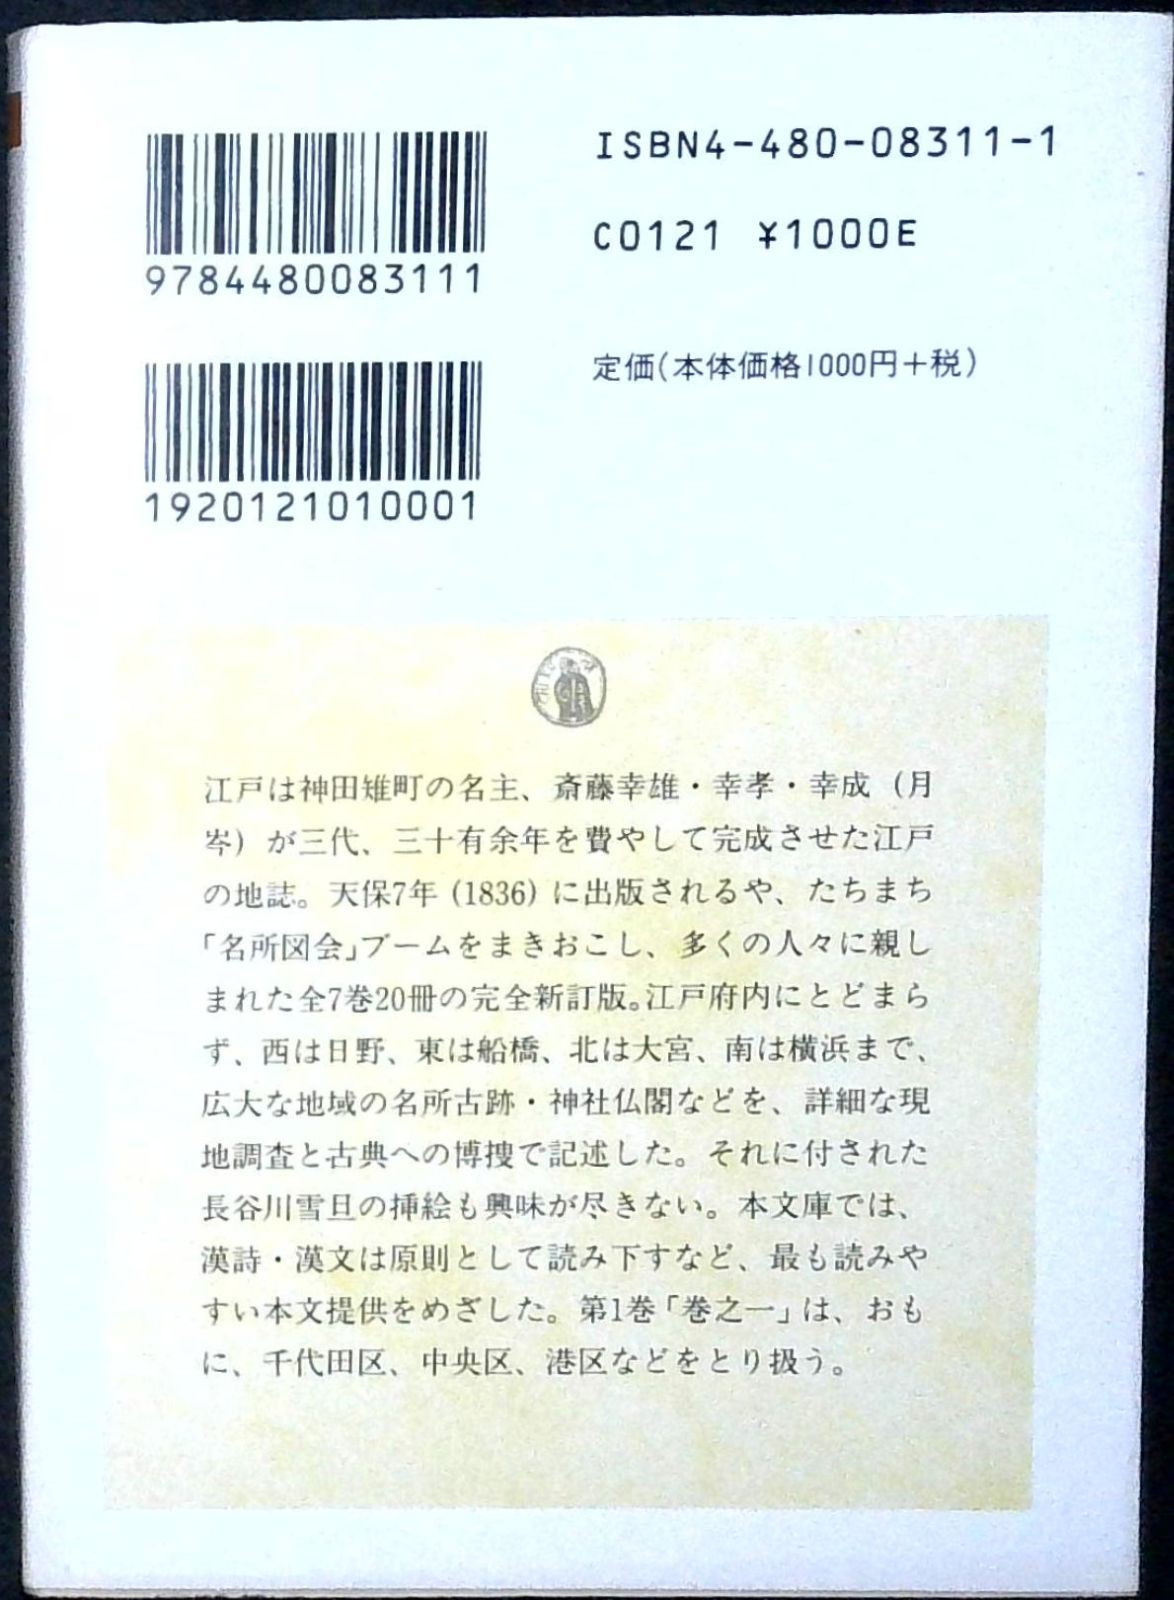 ISBN4-480-08311-1
C0121 ¥1000E
9784480083111
定価(本体価格1000円+税)
1920121010001
江戸は神田雉町の名主、斎藤幸雄・幸孝・幸成（月
岑）が三代、三十有余年を費やして完成させた江戸
の地誌。天保7年（1836）に出版されるや、たちまち
「名所図会」ブームをまきおこし、多くの人々に親し
まれた全7巻20冊の完全新訂版。江戸府内にとどまら
ず、西は日野、東は船橋、北は大宮、南は横浜まで、
広大な地域の名所古跡・神社仏閣などを、詳細な現
地調査と古典への博捜で記述した。それに付された
長谷川雪旦の挿絵も興味が尽きない。本文庫では、
漢詩・漢文は原則として読み下すなど、最も読みや
すい本文提供をめざした。第1巻「巻之一」は、おも
に、千代田区、中央区、港区などをとり扱う。